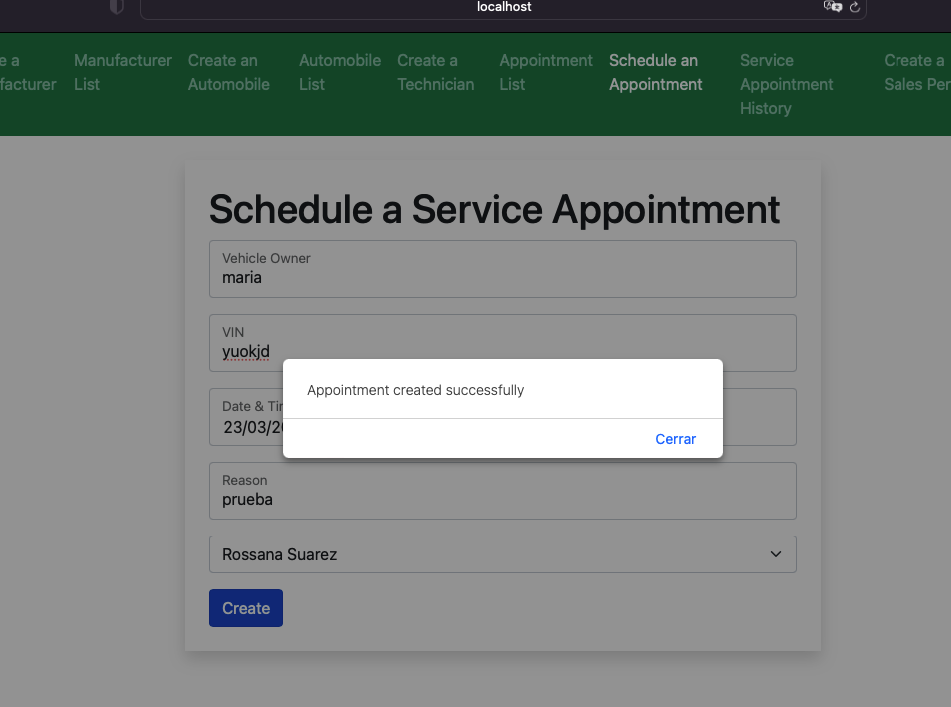 localhost
e a Manufacturer Create an Automobile Create a Appointment Schedule an Service Create a
facturer List Automobile List Technician List Appointment Appointment Sales Per
History
Schedule a Service Appointment
Vehicle Owner
maria
VIN
yuokjd
Appointment created successfully
Date & Ti
23/03/2
Cerrar
Reason
prueba
Rossana Suarez
Create